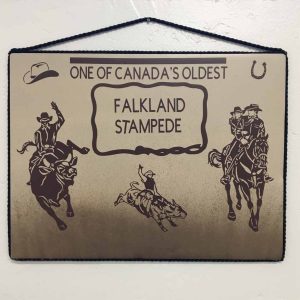 ONE OF CANADA'S OLDEST
FALKLAND
STAMPEDE